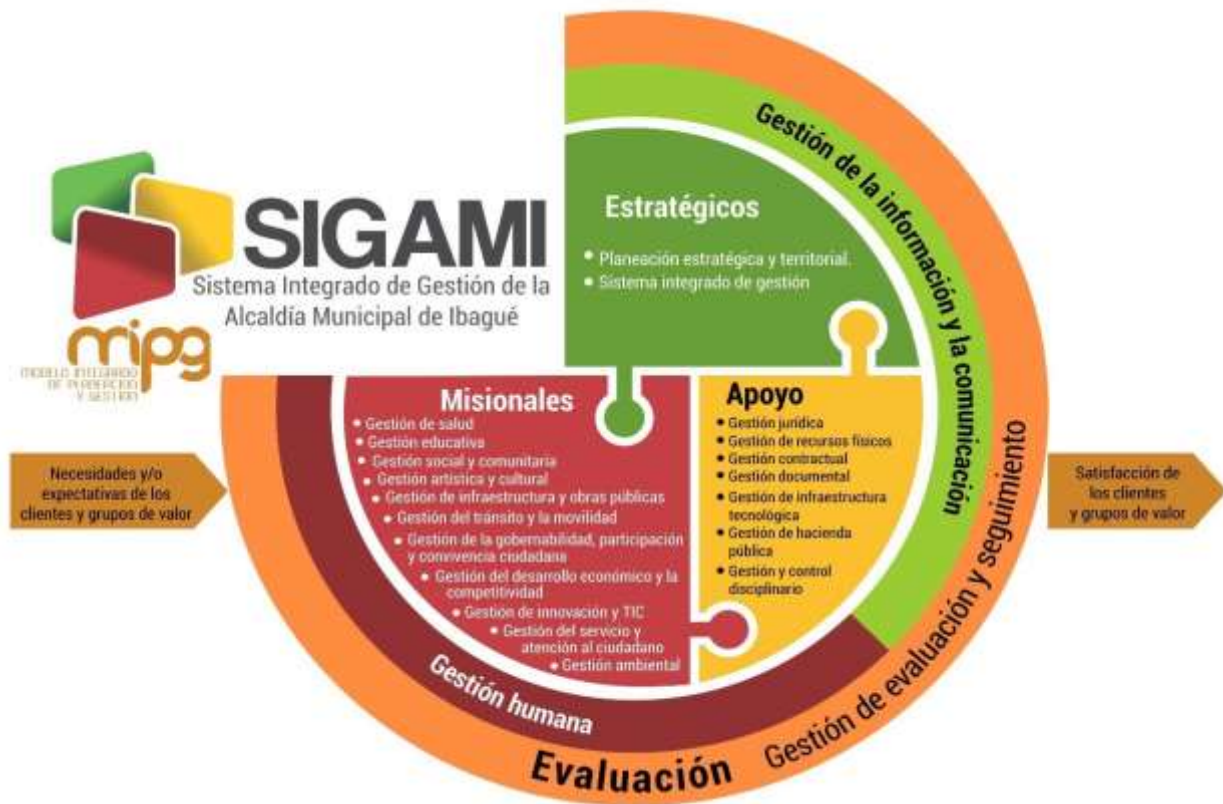 SIGAMI
Sistema Integrado de Gestión de la
Alcaldía Municipal de Ibagué
mipg
MODELO INTEGRADO
DE PLANEACIÓN
Y GESTIÓN
Necesidades y/o
expectativas de los
clientes y grupos de valor
Estratégicos
• Planeación estratégica y territorial.
• Sistema integrado de gestión
Misionales
• Gestión de salud
• Gestión educativa
• Gestión social y comunitaria
• Gestión artística y cultural
• Gestión de infraestructura y obras públicas
• Gestión del tránsito y la movilidad
• Gestión de la gobernabilidad, participación
y convivencia ciudadana
• Gestión del desarrollo económico y la
competitividad
• Gestión de innovación y TIC
• Gestión del servicio y
atención al ciudadano
• Gestión ambiental
Apoyo
• Gestión jurídica
• Gestión de recursos físicos
• Gestión contractual
• Gestión documental
• Gestión de infraestructura
tecnológica
• Gestión de hacienda
pública
• Gestión y control
disciplinario
Gestión de la información y la comunicación
Gestión humana
Evaluación
Gestión de evaluación y seguimiento
Satisfacción de
los clientes
y grupos de valor